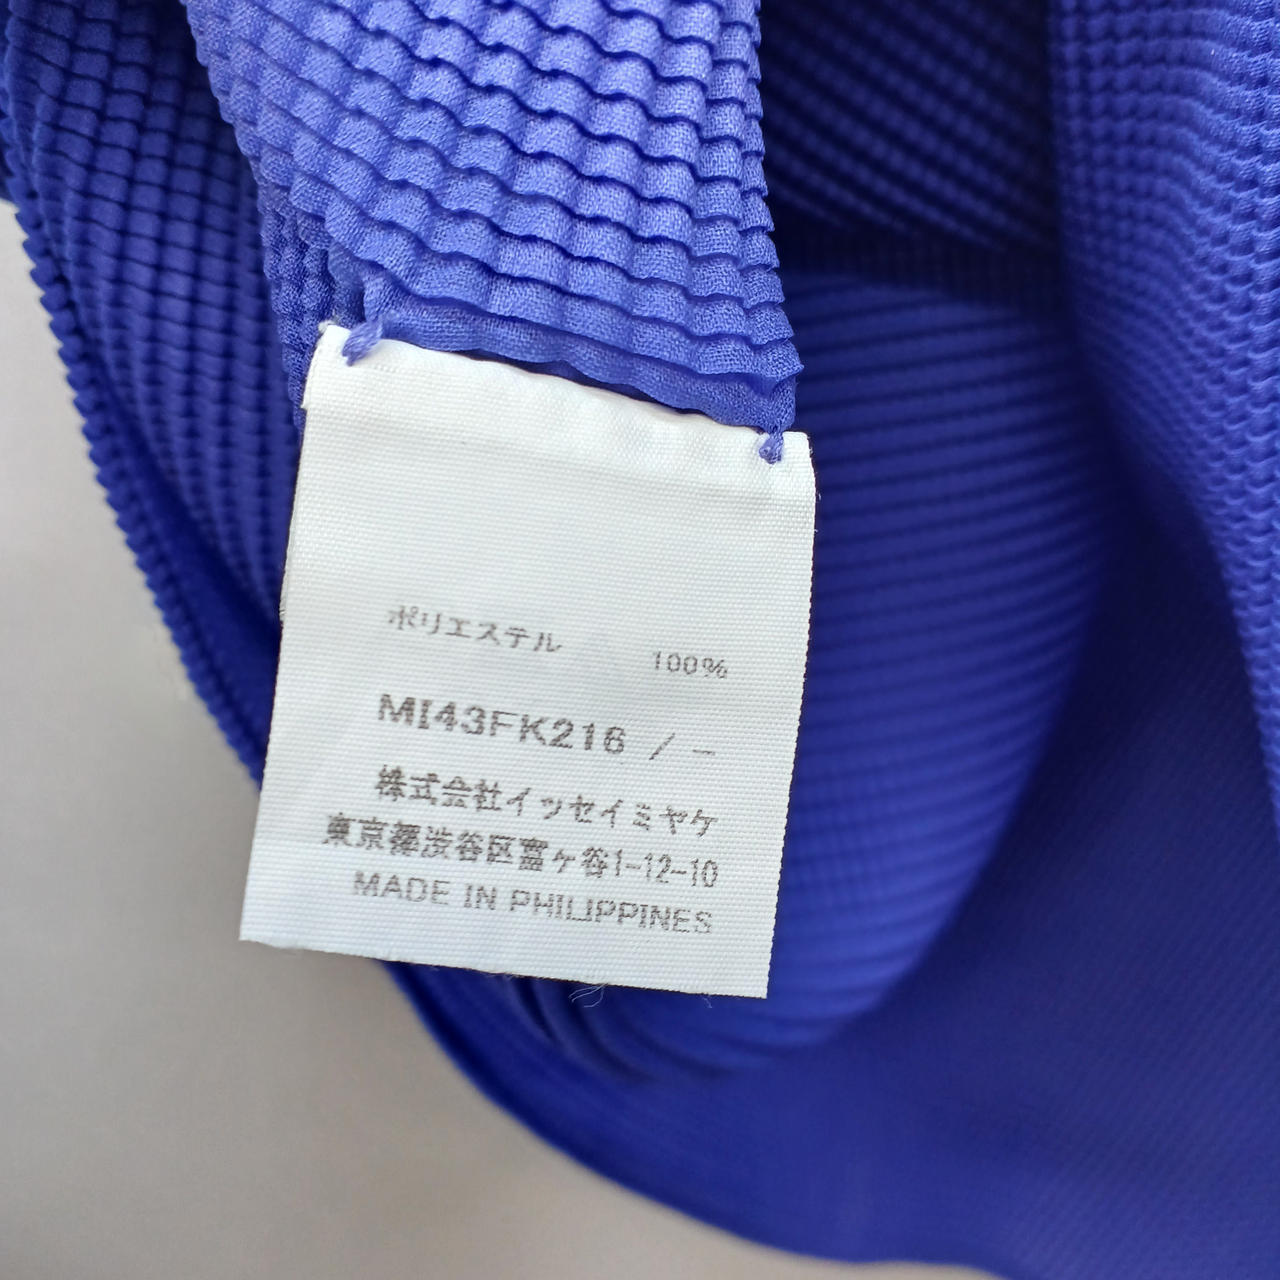 ポリエステル 100%
MI43FK216 / -
株式会社イッセイミヤケ
東京都渋谷区富ヶ谷1-12-10
MADE IN PHILIPPINES